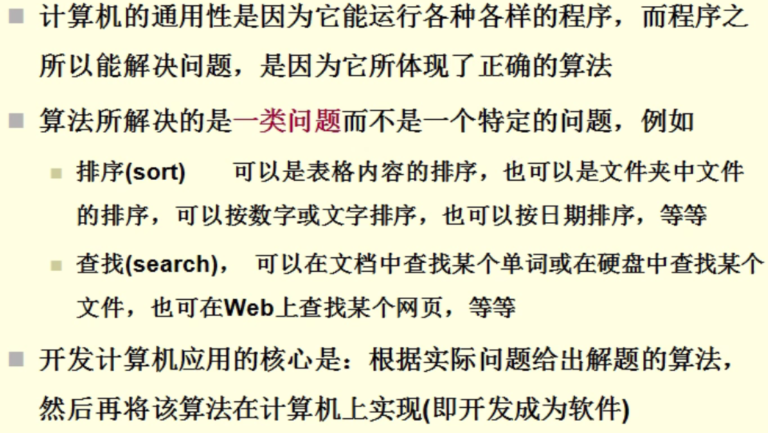 计算机的通用性是因为它能运行各种各样的程序，而程序之
所以能解决问题，是因为它所体现了正确的算法
算法所解决的是一类问题而不是一个特定的问题，例如
排序(sort) 可以是表格内容的排序，也可以是文件夹中文件
的排序，可以按数字或文字排序，也可以按日期排序，等等
查找(search)， 可以在文档中查找某个单词或在硬盘中查找某个
文件，也可在Web上查找某个网页，等等
开发计算机应用的核心是：根据实际问题给出解题的算法，
然后再将该算法在计算机上实现(即开发成为软件)